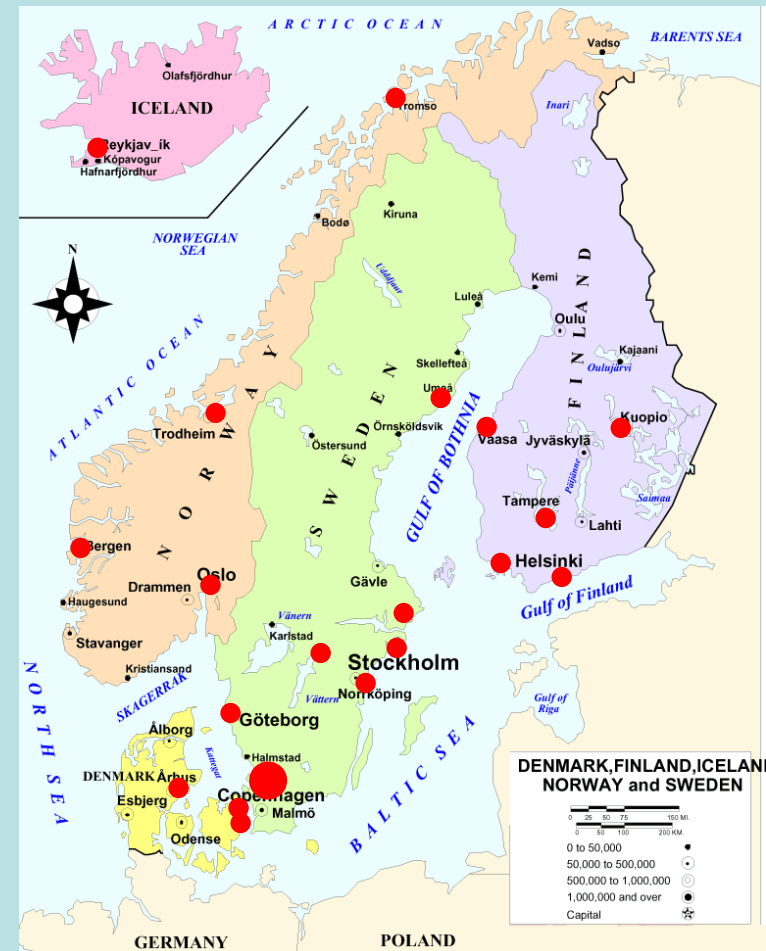 ARCTIC OCEAN
BARENTS SEA
Vadso
Olafsfjördhur
ICELAND
Tromso
Inari
Reykjav_ík
Kópavogur
Hafnarfjördhur
Kiruna
Bodø
NORWEGIAN
SEA
N
Kemi
Udddjaur
Luleå
Oulu
ATLANTIC OCEAN
FINLAND
Kajaani
Oulujärvi
Skellefteå
Umeå
NORWAY
SWEDEN
GULF OF BOTHNIA
Trodheim
Östersund
Örnsköldsvik
Vaasa
Kuopio
Jyväskylä
Päijänne
Saimaa
Tampere
Lahti
Bergen
Oslo
Gävle
Helsinki
Drammen
Gulf of Finland
Haugesund
Vänern
Karlstad
Stavanger
Stockholm
Kristiansand
SKAGERRAK
Vättern
Norrköping
Gulf of
Riga
NORTH SEA
Göteborg
Ålborg
Kattegat
Halmstad
DENMARK
Århus
Copenhagen
BALTIC SEA
Esbjerg
Malmö
Odense
DENMARK,FINLAND,ICELAND
NORWAY and SWEDEN
0 25 50 75 150 MI.
0 50 100 200 KM.
0 to 50,000
50,000 to 500,000
500,000 to 1,000,000
1,000,000 and over
Capital
GERMANY
POLAND